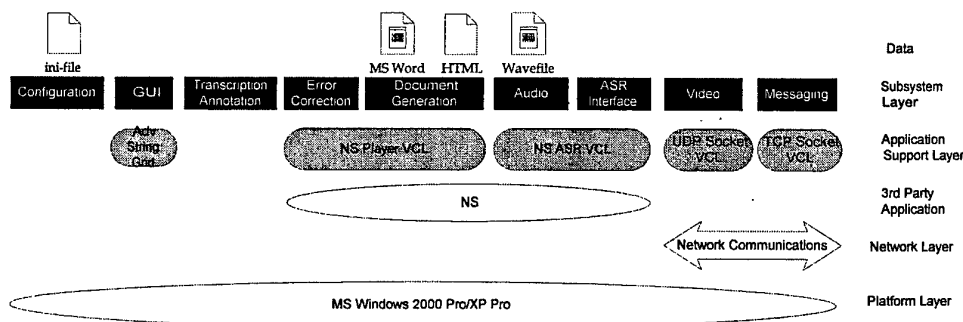 ini-file
MS Word
HTML
Wavefile
Data
Configuration
GUI
Transcription
Annotation
Error
Correction
Document
Generation
Audio
ASR
Interface
Video
Messaging
Subsystem
Layer
Adv
String
Grid
NS Player VCL
NS ASR VCL
UDP Socket
VCL
TCP Socket
VCL
Application
Support Layer
NS
3rd Party
Application
Network Communications
Network Layer
MS Windows 2000 Pro/XP Pro
Platform Layer